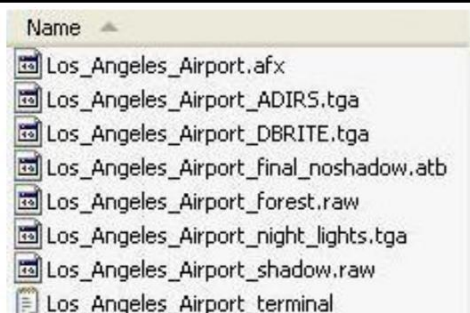 Name
Los_Angeles_Airport.afx
Los_Angeles_Airport_ADIRS.tga
Los_Angeles_Airport_DBRITE.tga
Los_Angeles_Airport_final_noshadow.atb
Los_Angeles_Airport_forest.raw
Los_Angeles_Airport_night_lights.tga
Los_Angeles_Airport_shadow.raw
Los_Angeles_Airport_terminal